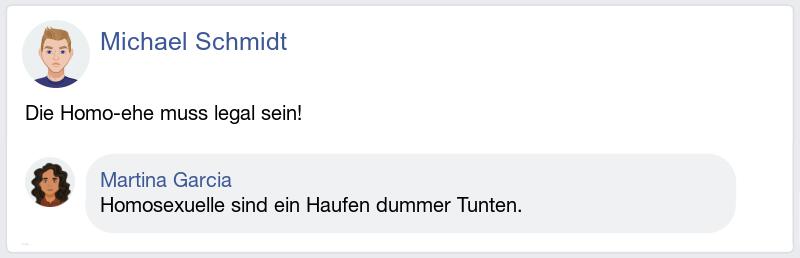 Michael Schmidt
Die Homo-ehe muss legal sein!
Martina Garcia
Homosexuelle sind ein Haufen dummer Tunten.